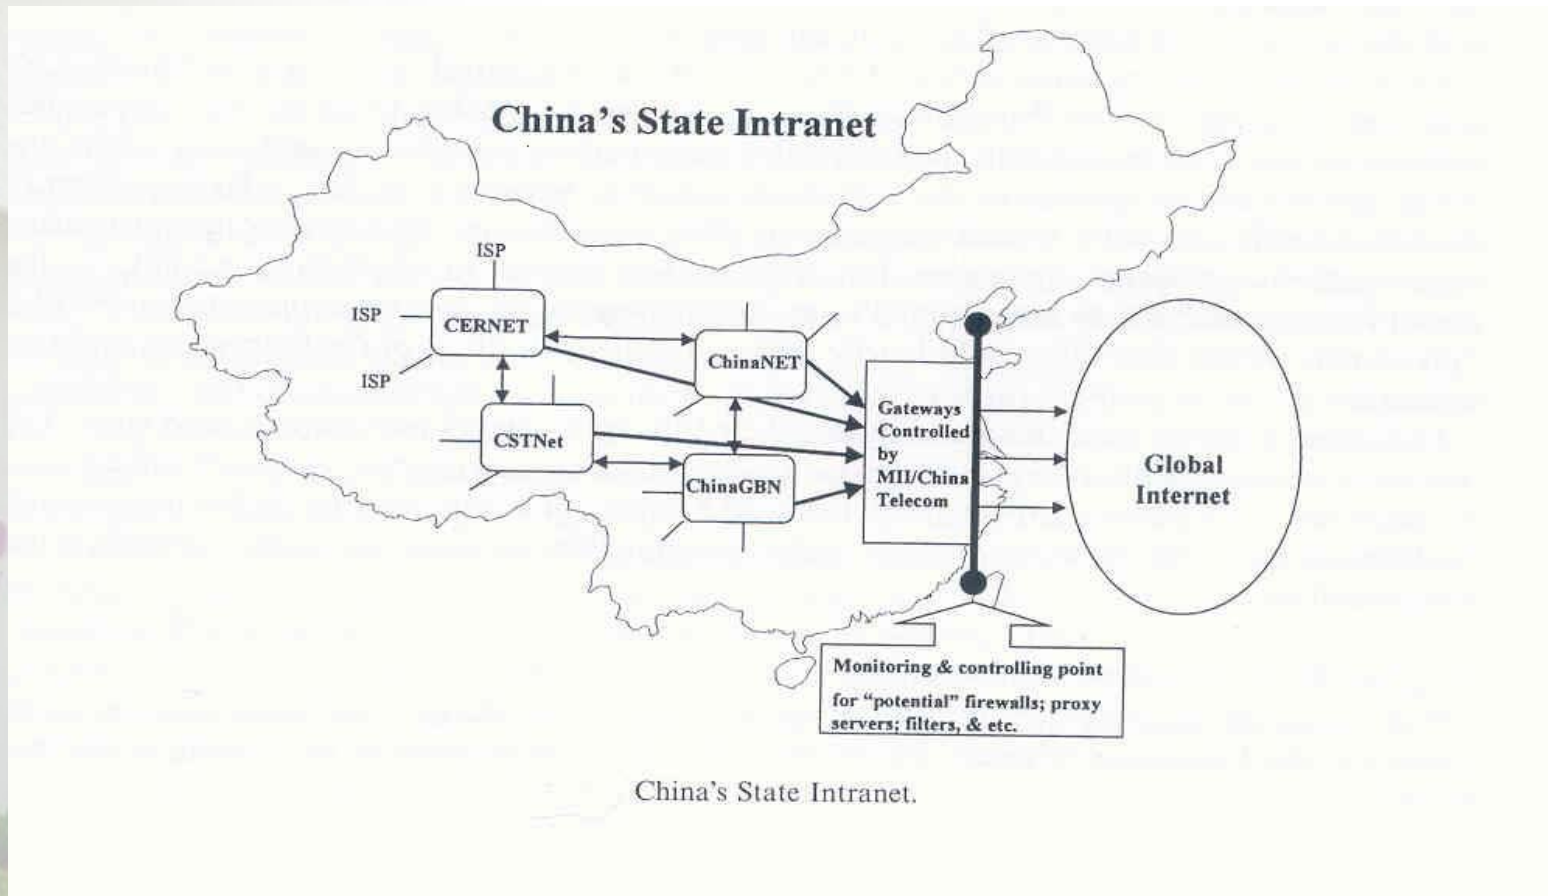 China's State Intranet
ISP
ISP
CERNET
ISP
ChinaNET
CSTNet
ChinaGBN
Gateways
Controlled
by
MII/China
Telecom
Global
Internet
Monitoring & controlling point
for "potential" firewalls; proxy
servers; filters, & etc.
China's State Intranet.